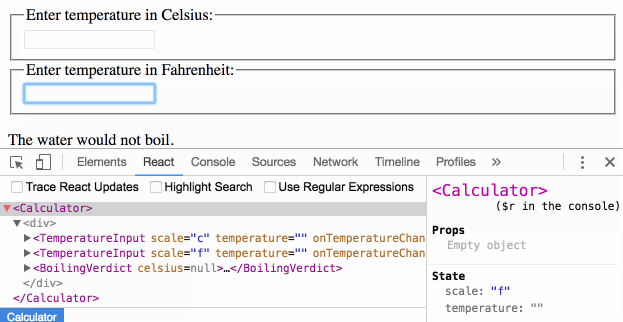 Enter temperature in Celsius:
Enter temperature in Fahrenheit:
The water would not boil.
Elements React Console Sources Network Timeline Profiles »
Trace React Updates Highlight Search Use Regular Expressions
<Calculator>
<div>
<TemperatureInput scale="c" temperature="" onTemperatureChan
<TemperatureInput scale="f" temperature="" onTemperatureChan
<BoilingVerdict celsius=null>…</BoilingVerdict>
</div>
</Calculator>
Calculator
<Calculator>
($r in the console)
Props
Empty object
State
scale: "f"
temperature: ""